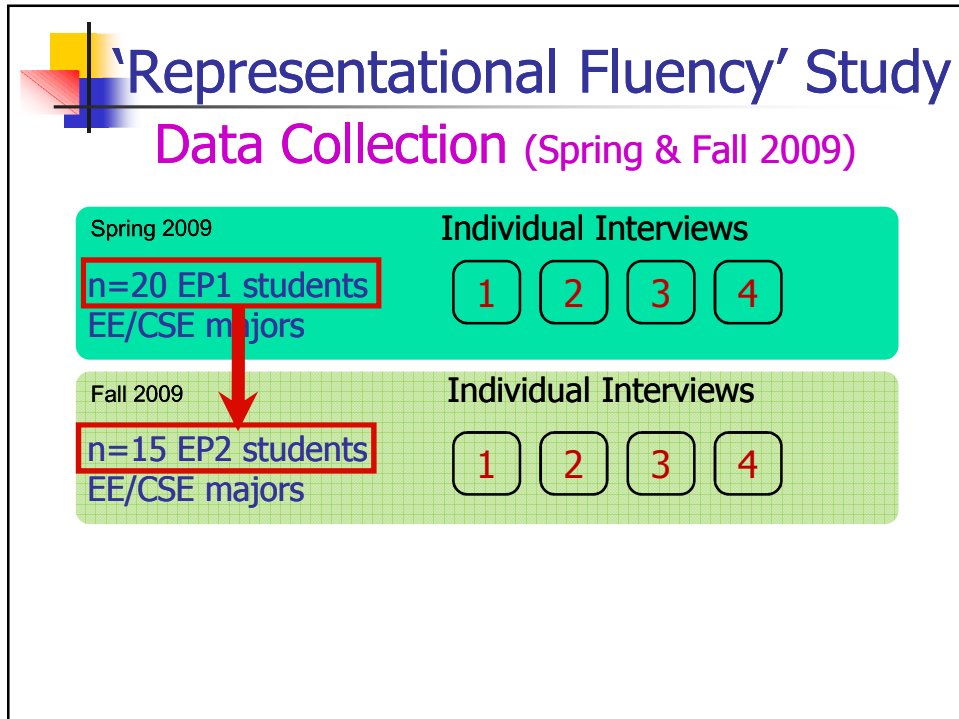 ‘Representational Fluency’ Study
Data Collection (Spring & Fall 2009)
Spring 2009
Individual Interviews
n=20 EP1 students
EE/CSE majors
1 2 3 4
Fall 2009
Individual Interviews
n=15 EP2 students
EE/CSE majors
1 2 3 4